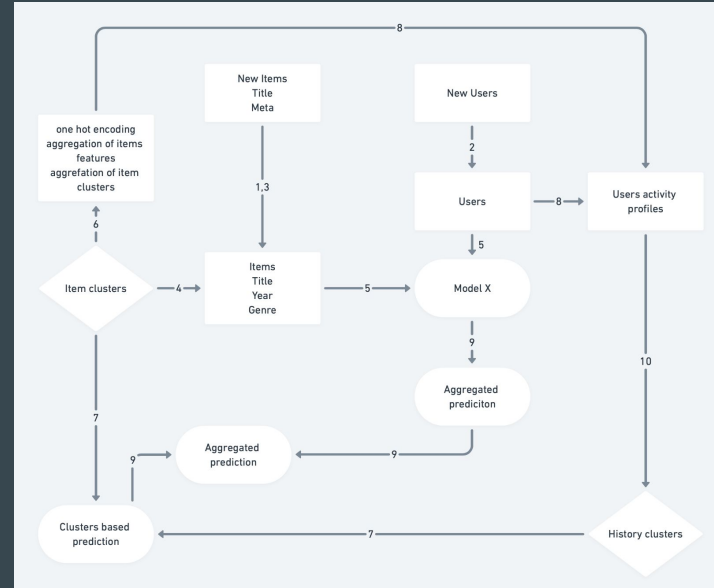 8
New Items
Title
Meta
New Users
one hot encoding
aggregation of items
features
aggrefation of item
clusters
2
1,3
Users
8
Users activity
profiles
6
5
Item clusters
4
Items
Title
Year
Genre
5
Model X
9
10
Aggregated
prediciton
7
Aggregated
prediction
9
9
Clusters based
prediction
7
History clusters